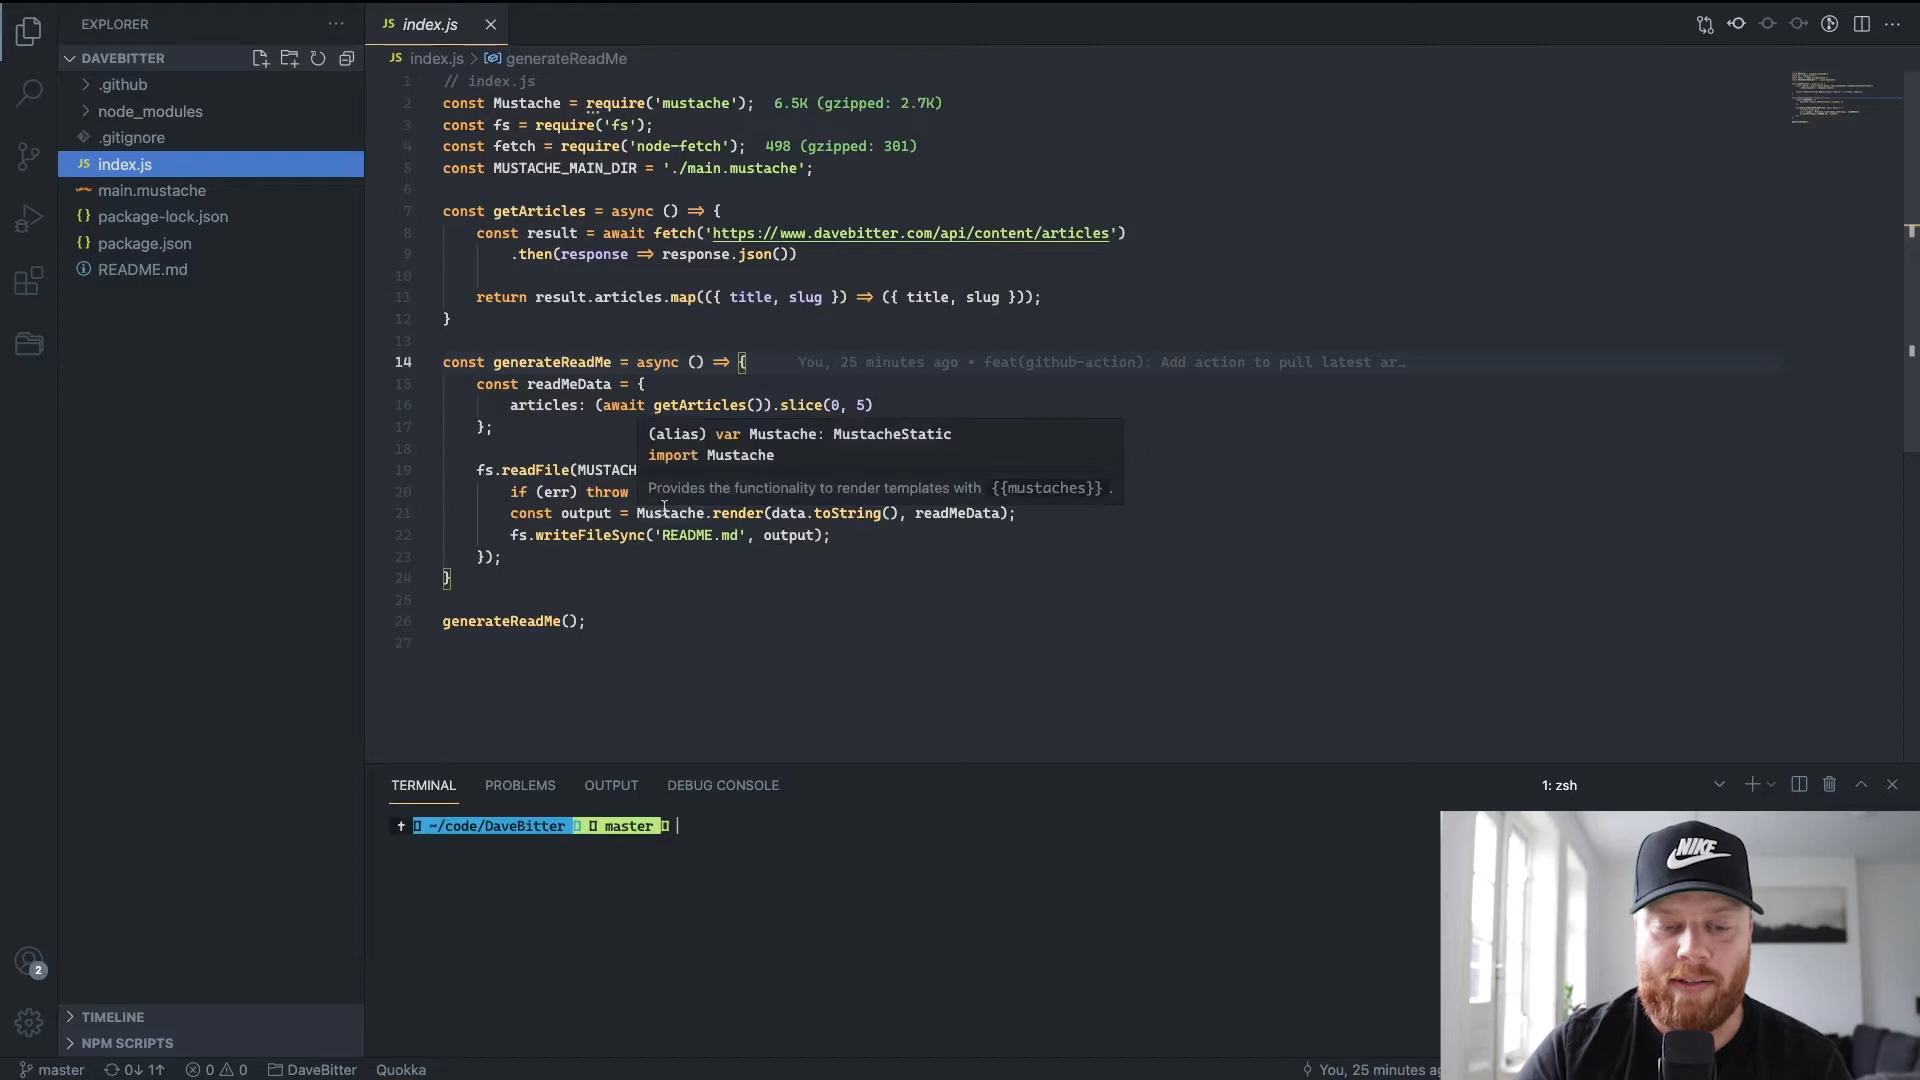 EXPLORER
DAVEBITTER
.github
node_modules
.gitignore
JS index.js
main.mustache
{} package-lock.json
{} package.json
README.md
JS index.js
JS index.js > generateReadMe
1 // index.js
2 const Mustache = require('mustache'); 6.5K (gzipped: 2.7K)
3 const fs = require('fs');
4 const fetch = require('node-fetch'); 498 (gzipped: 301)
5 const MUSTACHE_MAIN_DIR = './main.mustache';
6
7 const getArticles = async () => {
8 const result = await fetch('https://www.davebitter.com/api/content/articles')
9 .then(response => response.json())
10
11 return result.articles.map(({ title, slug }) => ({ title, slug }));
12 }
13
14 const generateReadMe = async () => { You, 25 minutes ago • feat(github-action): Add action to pull latest ar…
15 const readMeData = {
16 articles: (await getArticles()).slice(0, 5)
17 };
18
19 fs.readFile(MUSTACH
20 if (err) throw
21 const output = Mustache.render(data.toString(), readMeData);
22 fs.writeFileSync('README.md', output);
23 });
24 }
25
26 generateReadMe();
27
(alias) var Mustache: MustacheStatic
import Mustache
Provides the functionality to render templates with {{mustaches}} .
TERMINAL PROBLEMS OUTPUT DEBUG CONSOLE 1: zsh
~/code/DaveBitter master
NIKE
2
TIMELINE
NPM SCRIPTS
master 0↓ 1↑ 0 0 DaveBitter Quokka You, 25 minutes ag